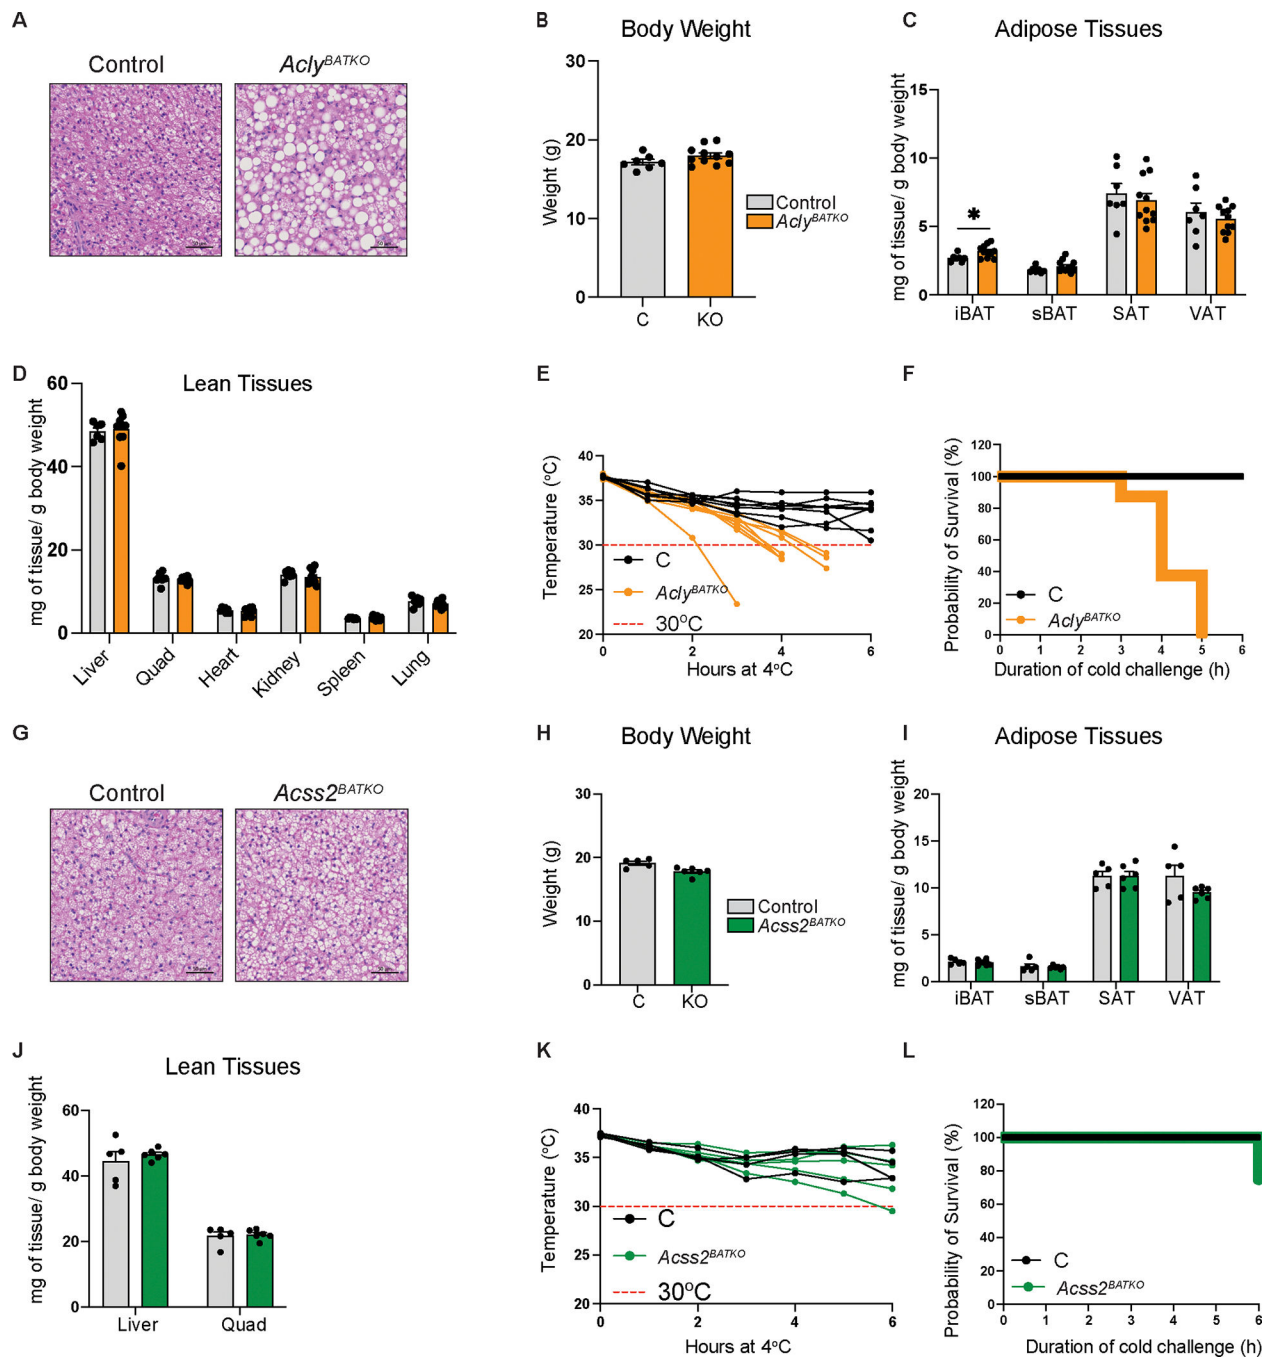 A
Control
Acly^BATKO
50 µm
50 µm
B
Body Weight
Weight (g)
30
20
10
0
C
KO
Control
Acly^BATKO
C
Adipose Tissues
mg of tissue/ g body weight
15
10
5
0
*
iBAT
sBAT
SAT
VAT
D
Lean Tissues
mg of tissue/ g body weight
60
40
20
0
Liver
Quad
Heart
Kidney
Spleen
Lung
E
Temperature (°C)
40
35
30
25
20
C
Acly^BATKO
30°C
0
2
4
6
Hours at 4°C
F
Probability of Survival (%)
120
100
80
60
40
20
0
C
Acly^BATKO
0
1
2
3
4
5
6
Duration of cold challenge (h)
G
Control
Acss2^BATKO
50 µm
50 µm
H
Body Weight
Weight (g)
30
20
10
0
C
KO
Control
Acss2^BATKO
I
Adipose Tissues
mg of tissue/ g body weight
20
15
10
5
0
iBAT
sBAT
SAT
VAT
J
Lean Tissues
mg of tissue/ g body weight
60
40
20
0
Liver
Quad
K
Temperature (°C)
40
35
30
25
20
C
Acss2^BATKO
30°C
0
2
4
6
Hours at 4°C
L
Probability of Survival (%)
120
100
80
60
40
20
0
C
Acss2^BATKO
0
1
2
3
4
5
6
Duration of cold challenge (h)